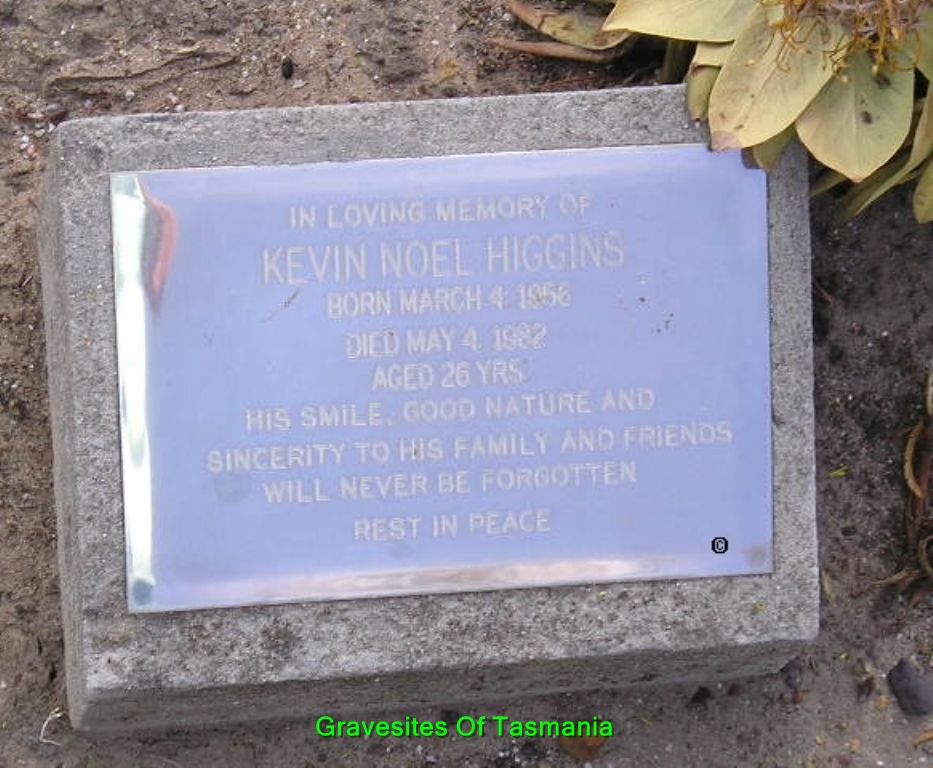 IN LOVING MEMORY OF
KEVIN NOEL HIGGINS
BORN MARCH 4. 1956
DIED MAY 4. 1982
AGED 26 YRS.
HIS SMILE, GOOD NATURE AND
SINCERITY TO HIS FAMILY AND FRIENDS
WILL NEVER BE FORGOTTEN
REST IN PEACE
©
Gravesites Of Tasmania